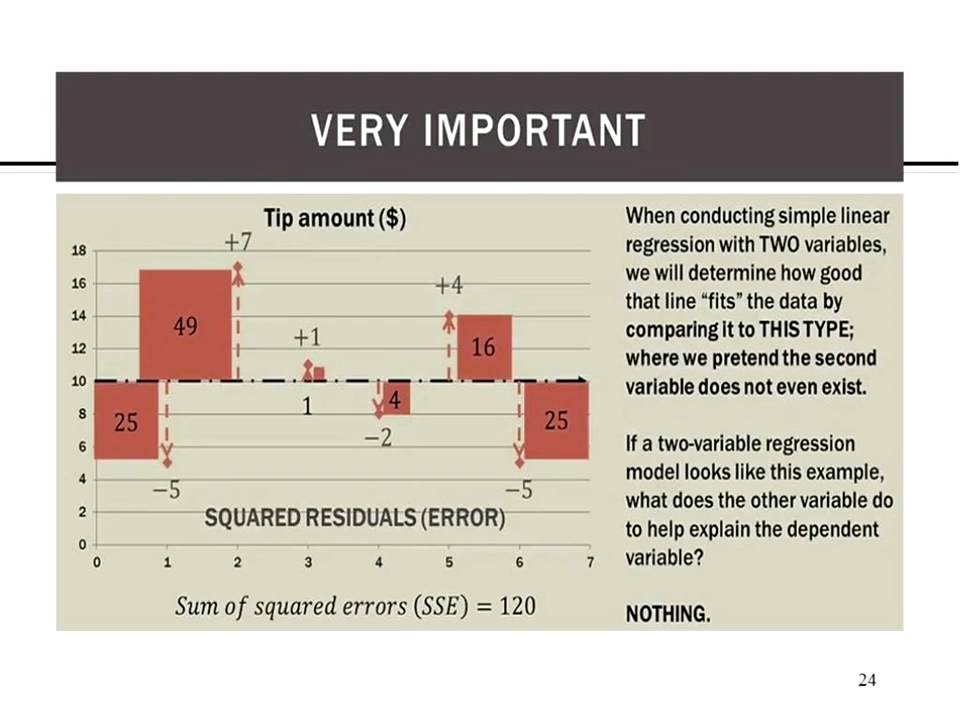 VERY IMPORTANT
Tip amount ($)
18
16
14
12
10
8
6
4
2
0
0 1 2 3 4 5 6 7
+7
+1
+4
49
16
25
1
4
25
−2
−5
−5
SQUARED RESIDUALS (ERROR)
Sum of squared errors (SSE) = 120
When conducting simple linear
regression with TWO variables,
we will determine how good
that line “fits” the data by
comparing it to THIS TYPE;
where we pretend the second
variable does not even exist.
If a two-variable regression
model looks like this example,
what does the other variable do
to help explain the dependent
variable?
NOTHING.
24